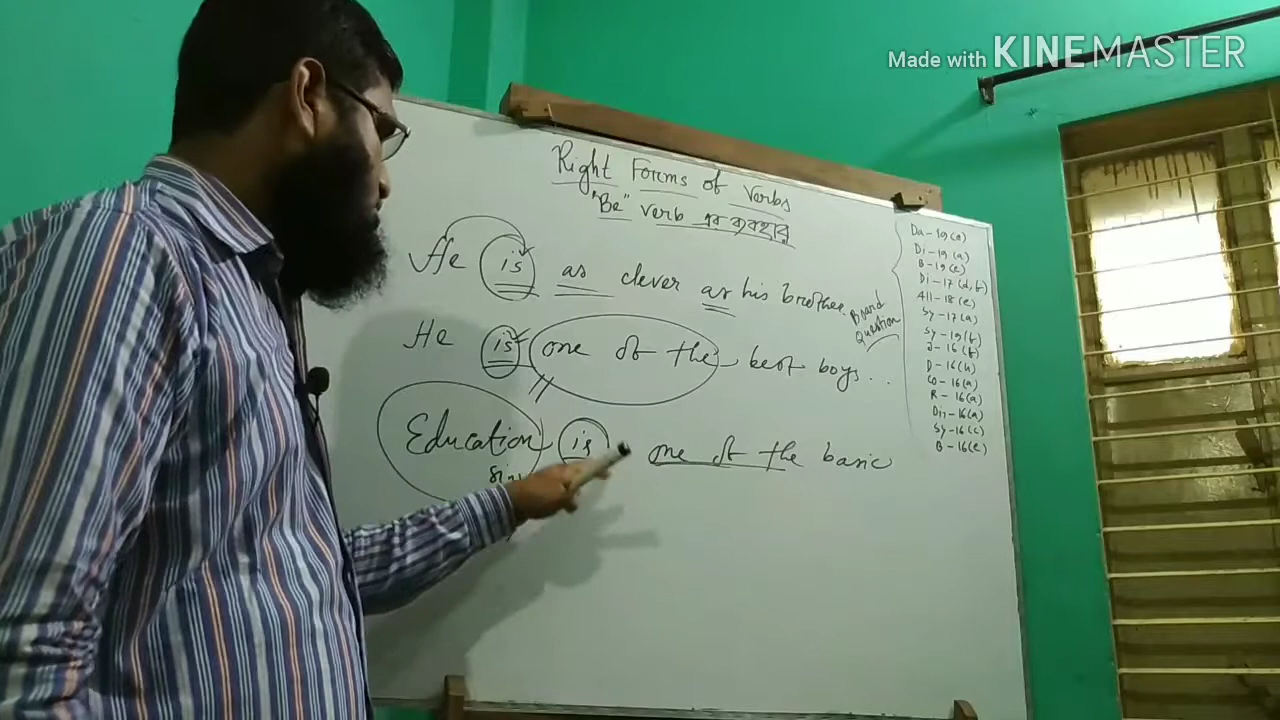 Made with KINEMASTER
Right Forms of Verbs
"Be" verb এর ব্যবহার
He is as clever as his brother.
He is one of the best boys...
Education is one of the basic
Board
Question
Da-19(a)
Di-19(a)
B-19(c)
Di-17(d,f)
All-18(e)
Sy-17(a)
Sy-19(f)
J-16(f)
D-16(h)
Co-16(a)
R-16(a)
Din-16(a)
Sy-16(c)
B-16(e)